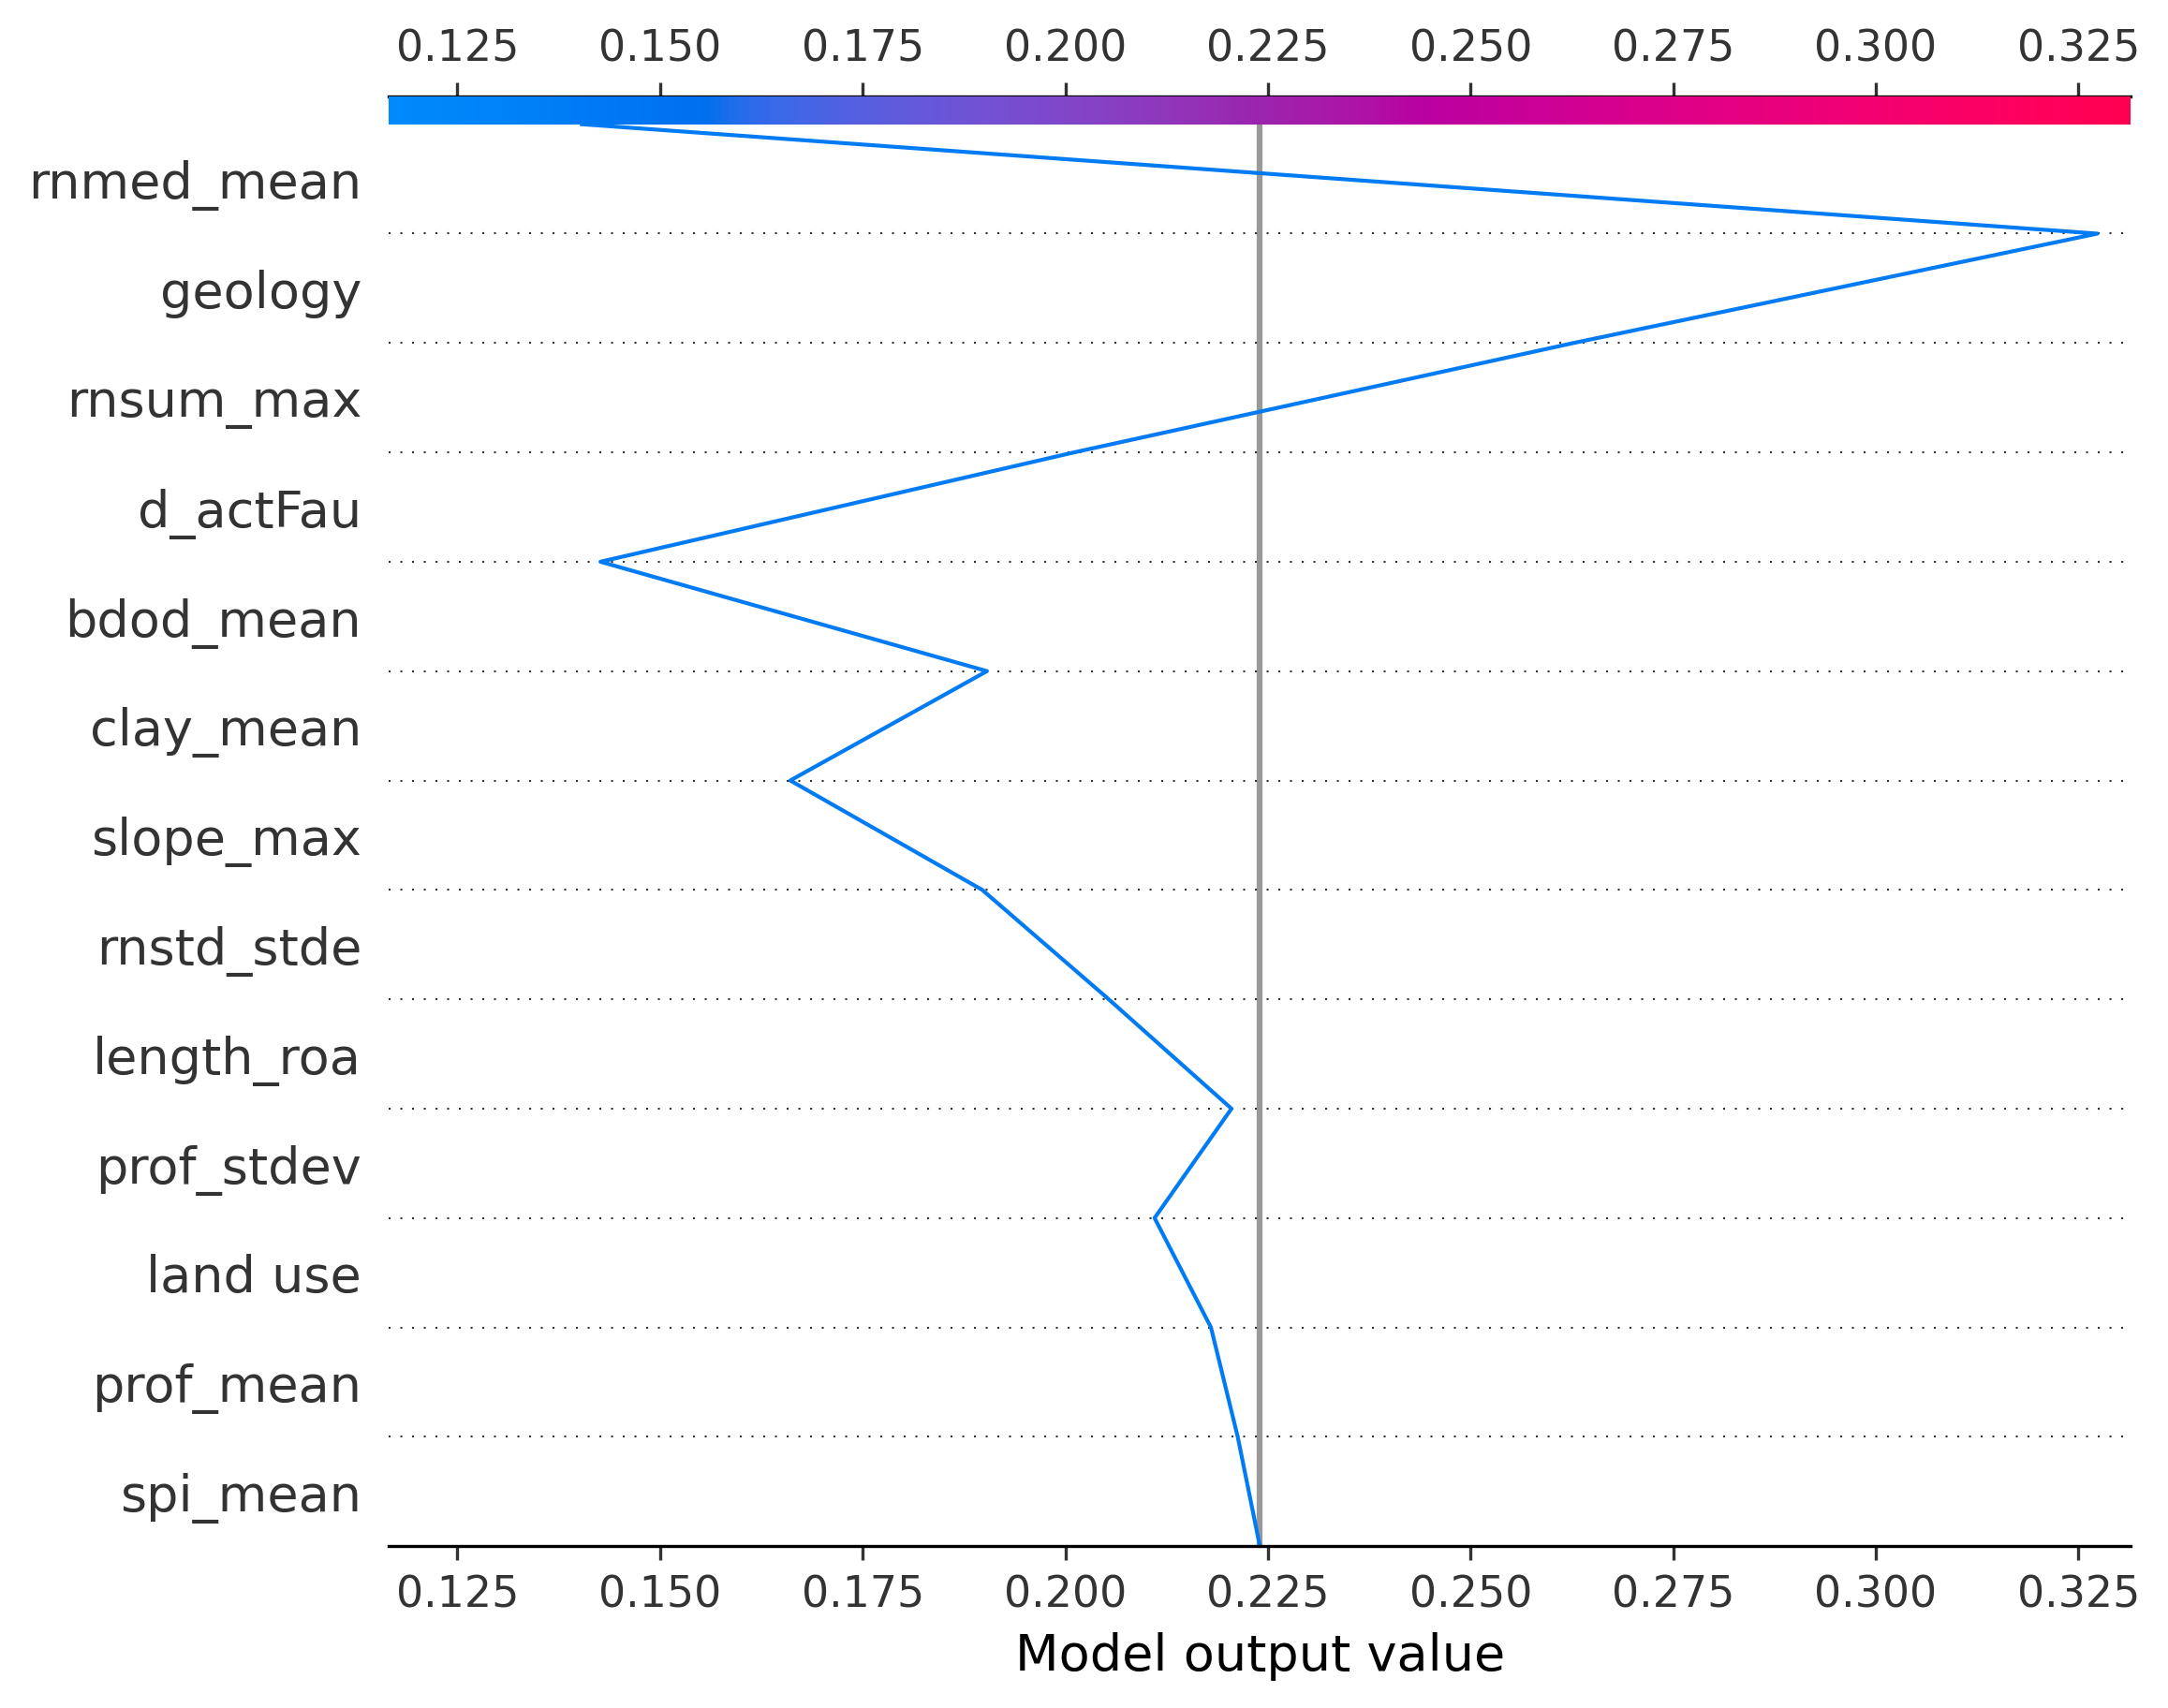 0.125 0.150 0.175 0.200 0.225 0.250 0.275 0.300 0.325
rnmed_mean
geology
rnsum_max
d_actFau
bdod_mean
clay_mean
slope_max
rnstd_stde
length_roa
prof_stdev
land use
prof_mean
spi_mean
0.125 0.150 0.175 0.200 0.225 0.250 0.275 0.300 0.325
Model output value